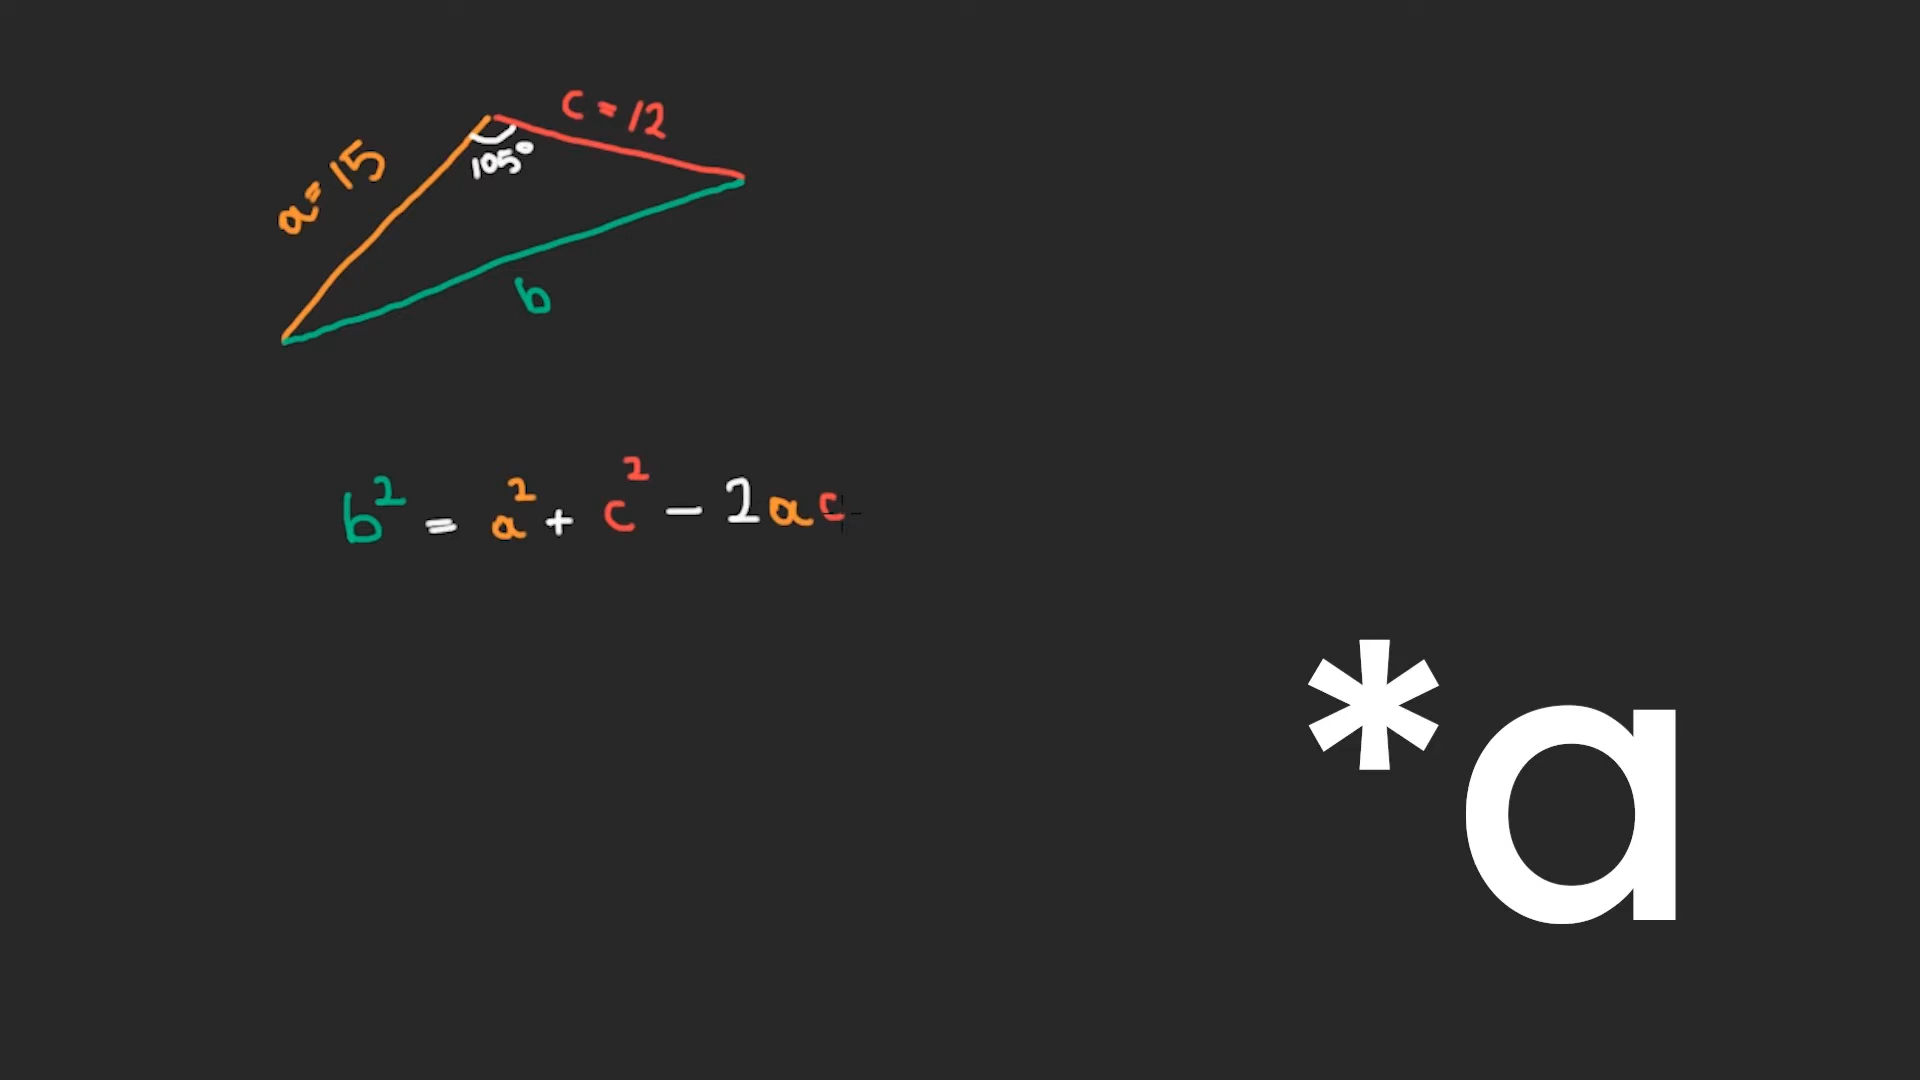 c = 12
a = 15
105°
b
b² = a² + c² - 2ac
*a